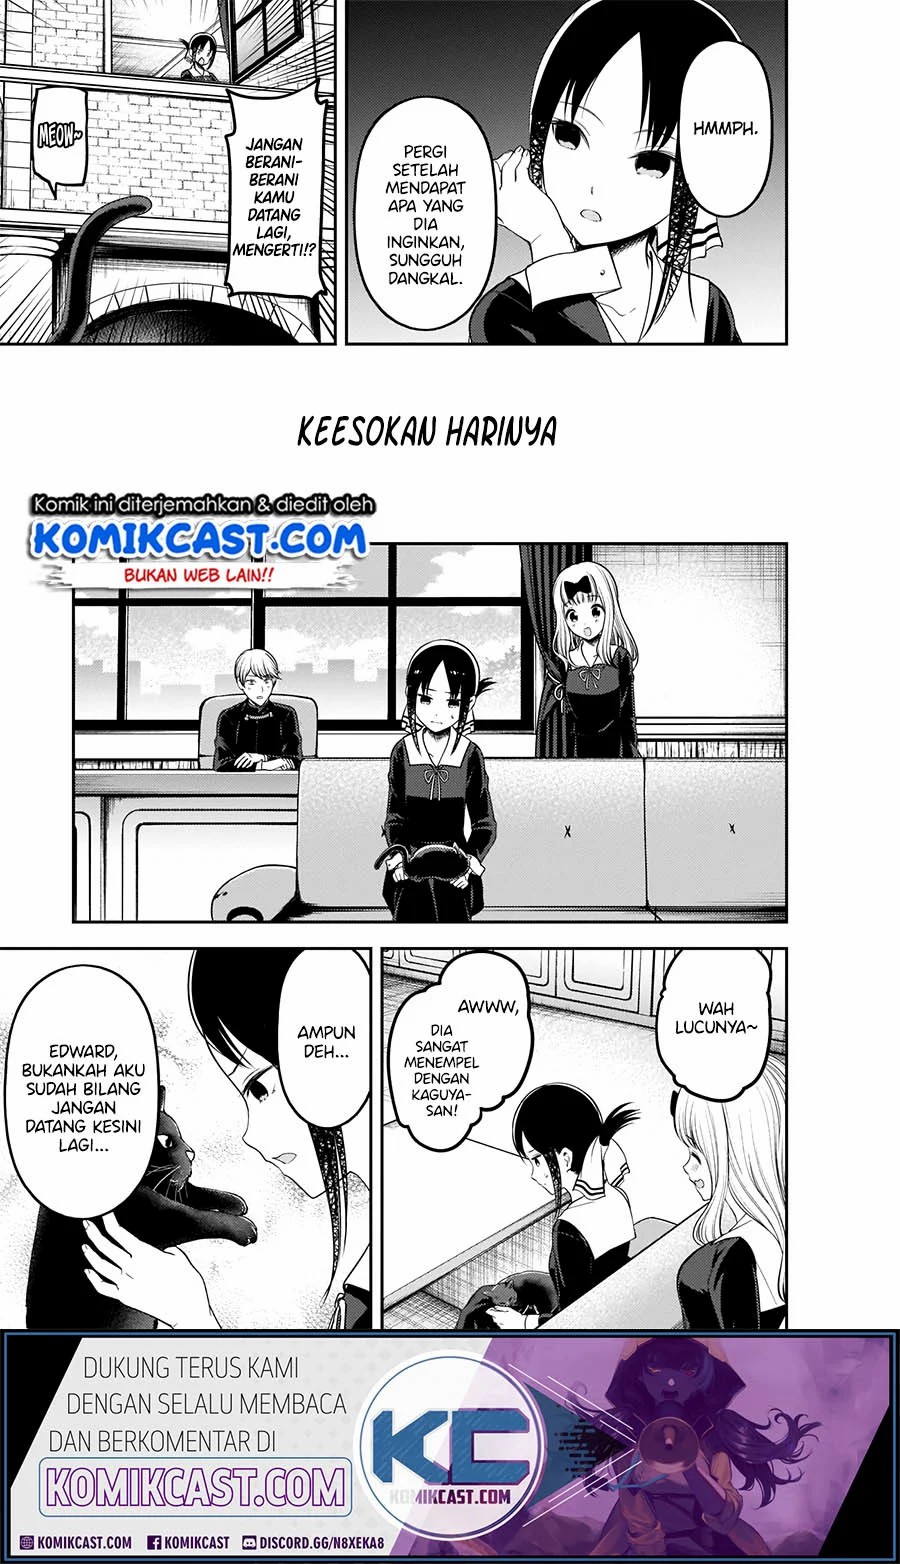 HMMPH.
PERGI
SETELAH
MENDAPAT
APA YANG
DIA
INGINKAN,
SUNGGUH
DANGKAL.
JANGAN
BERANI-
BERANI
KAMU
DATANG
LAGI,
MENGERTI!?
MEOW~
KEESOKAN HARINYA
Komik ini diterjemahkan & diedit oleh
KOMIKCAST.COM
BUKAN WEB LAIN!!
WAH
LUCUNYA~
AWWW,
DIA
SANGAT
MENEMPEL
DENGAN
KAGUYA-
SAN!
AMPUN
DEH...
EDWARD,
BUKANKAH AKU
SUDAH BILANG
JANGAN
DATANG KESINI
LAGI...
DUKUNG TERUS KAMI
DENGAN SELALU MEMBACA
DAN BERKOMENTAR DI
KOMIKCAST.COM
KC
KOMIKCAST.COM
KOMIKCAST.COM KOMIKCAST DISCORD.GG/N8XEKA8